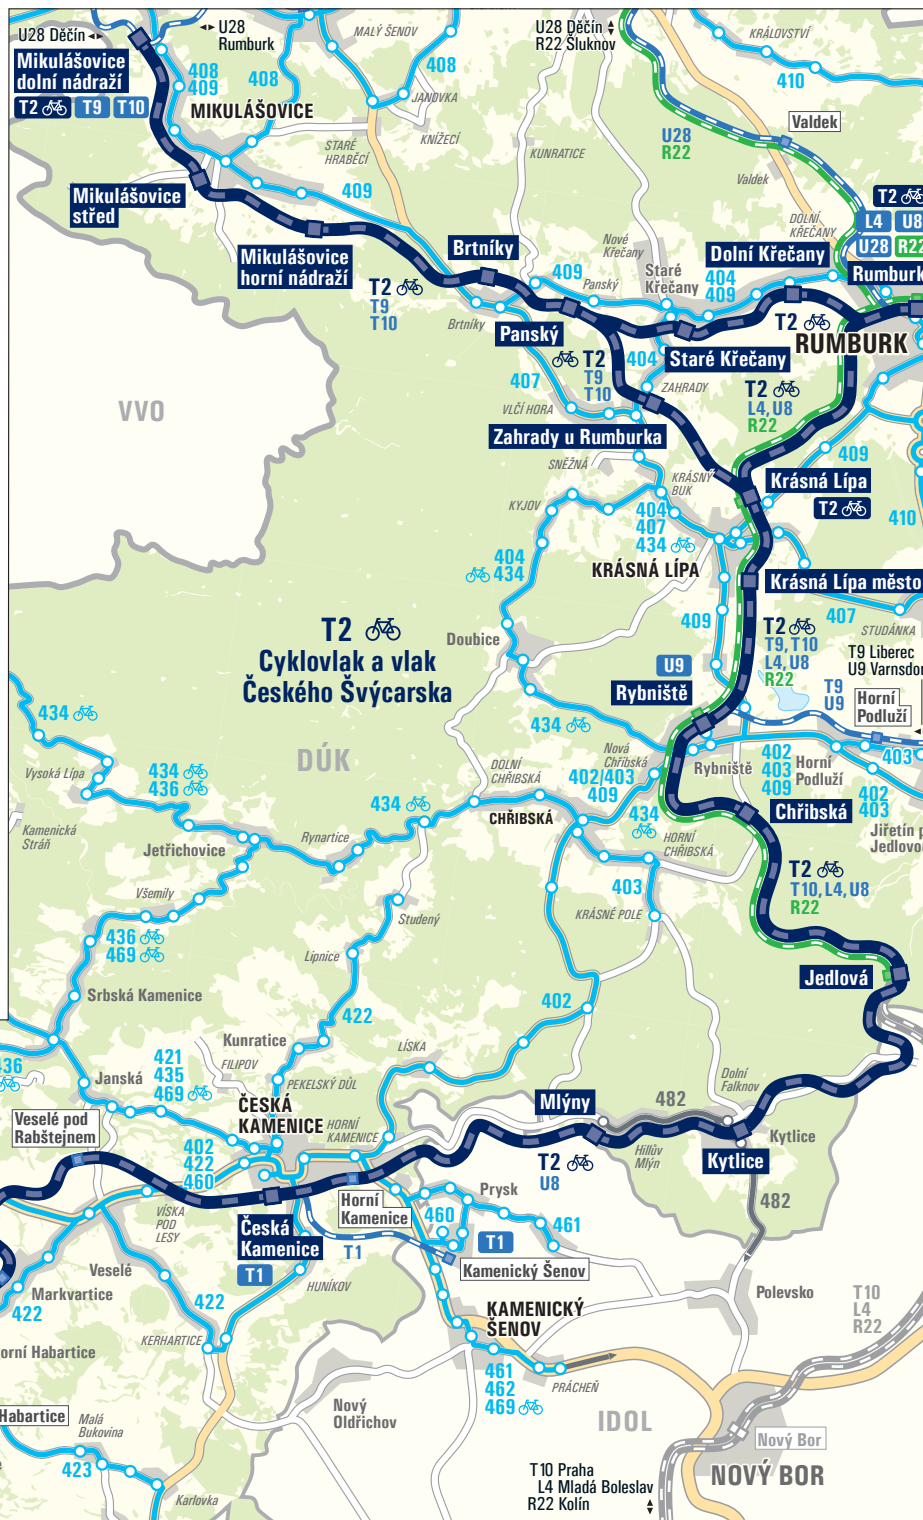 U28 Děčín
U28
Rumburk
MALÝ ŠENOV
U28 Děčín
R22 Šluknov
KRÁLOVSTVÍ
Mikulášovice
dolní nádraží
T2 T9 T10
408
409
408
408
410
MIKULÁŠOVICE
JANOVKA
KNÍŽECÍ
STARÉ
HRABĚCÍ
KUNRATICE
U28
R22
Valdek
Valdek
Mikulášovice
střed
409
T2
L4 U8
U28 R22
DOLNÍ
KŘEČANY
Mikulášovice
horní nádraží
Brtníky
Nové
Křečany
Dolní Křečany
Rumburk
T2
T9
T10
409
Panský
Staré
Křečany
404
409
Brtníky
Panský
T2
RUMBURK
T2
T9
T10
404
Staré Křečany
407
ZAHRADY
T2
L4, U8
R22
VVO
VLČÍ HORA
Zahrady u Rumburka
SNĚŽNÁ
409
KRÁSNÝ
BUK
Krásná Lípa
T2
KYJOV
404
407
434
410
404
434
KRÁSNÁ LÍPA
Krásná Lípa město
T2
Cyklovlak a vlak
Českého Švýcarska
409
407
Doubice
STUDÁNKA
T2
T9, T10
L4, U8
R22
T9 Liberec
U9 Varnsdor
U9
Rybniště
T9
U9
Horní
Podluží
434
434
DÚK
Nová
Chřibská
Vysoká Lípa
434
436
DOLNÍ
CHŘIBSKÁ
402/403
409
Rybniště
402
403
409
Horní
Podluží
403
402
403
434
CHŘIBSKÁ
434
Chřibská
Kamenická
Stráň
Jetřichovice
Rynartice
HORNÍ
CHŘIBSKÁ
Jiřetín p
Jedlovo
T2
T10, L4, U8
R22
403
Všemily
Studený
KRÁSNÉ POLE
436
469
Lipnice
Jedlová
Srbská Kamenice
402
422
Kunratice
LÍSKA
436
421
435
469
FILIPOV
Janská
PEKELSKÝ DŮL
Dolní
Falknov
Mlýny
482
ČESKÁ
KAMENICE
HORNÍ
KAMENICE
Veselé pod
Rabštejnem
402
422
460
Kytlice
Hillův
Mlýn
Kytlice
T2
U8
482
Horní
Kamenice
Prysk
VÍSKA
POD
LESY
Česká
Kamenice
T1
T1
460
T1
461
Veselé
Kamenický Šenov
Markvartice
422
422
HUNÍKOV
Polevsko
T10
L4
R22
KAMENICKÝ
ŠENOV
KERHARTICE
orní Habartice
461
462
469
PRÁCHEŇ
Nový
Oldřichov
IDOL
Habartice
Malá
Bukovina
Nový Bor
423
NOVÝ BOR
T10 Praha
L4 Mladá Boleslav
R22 Kolín
Karlovka